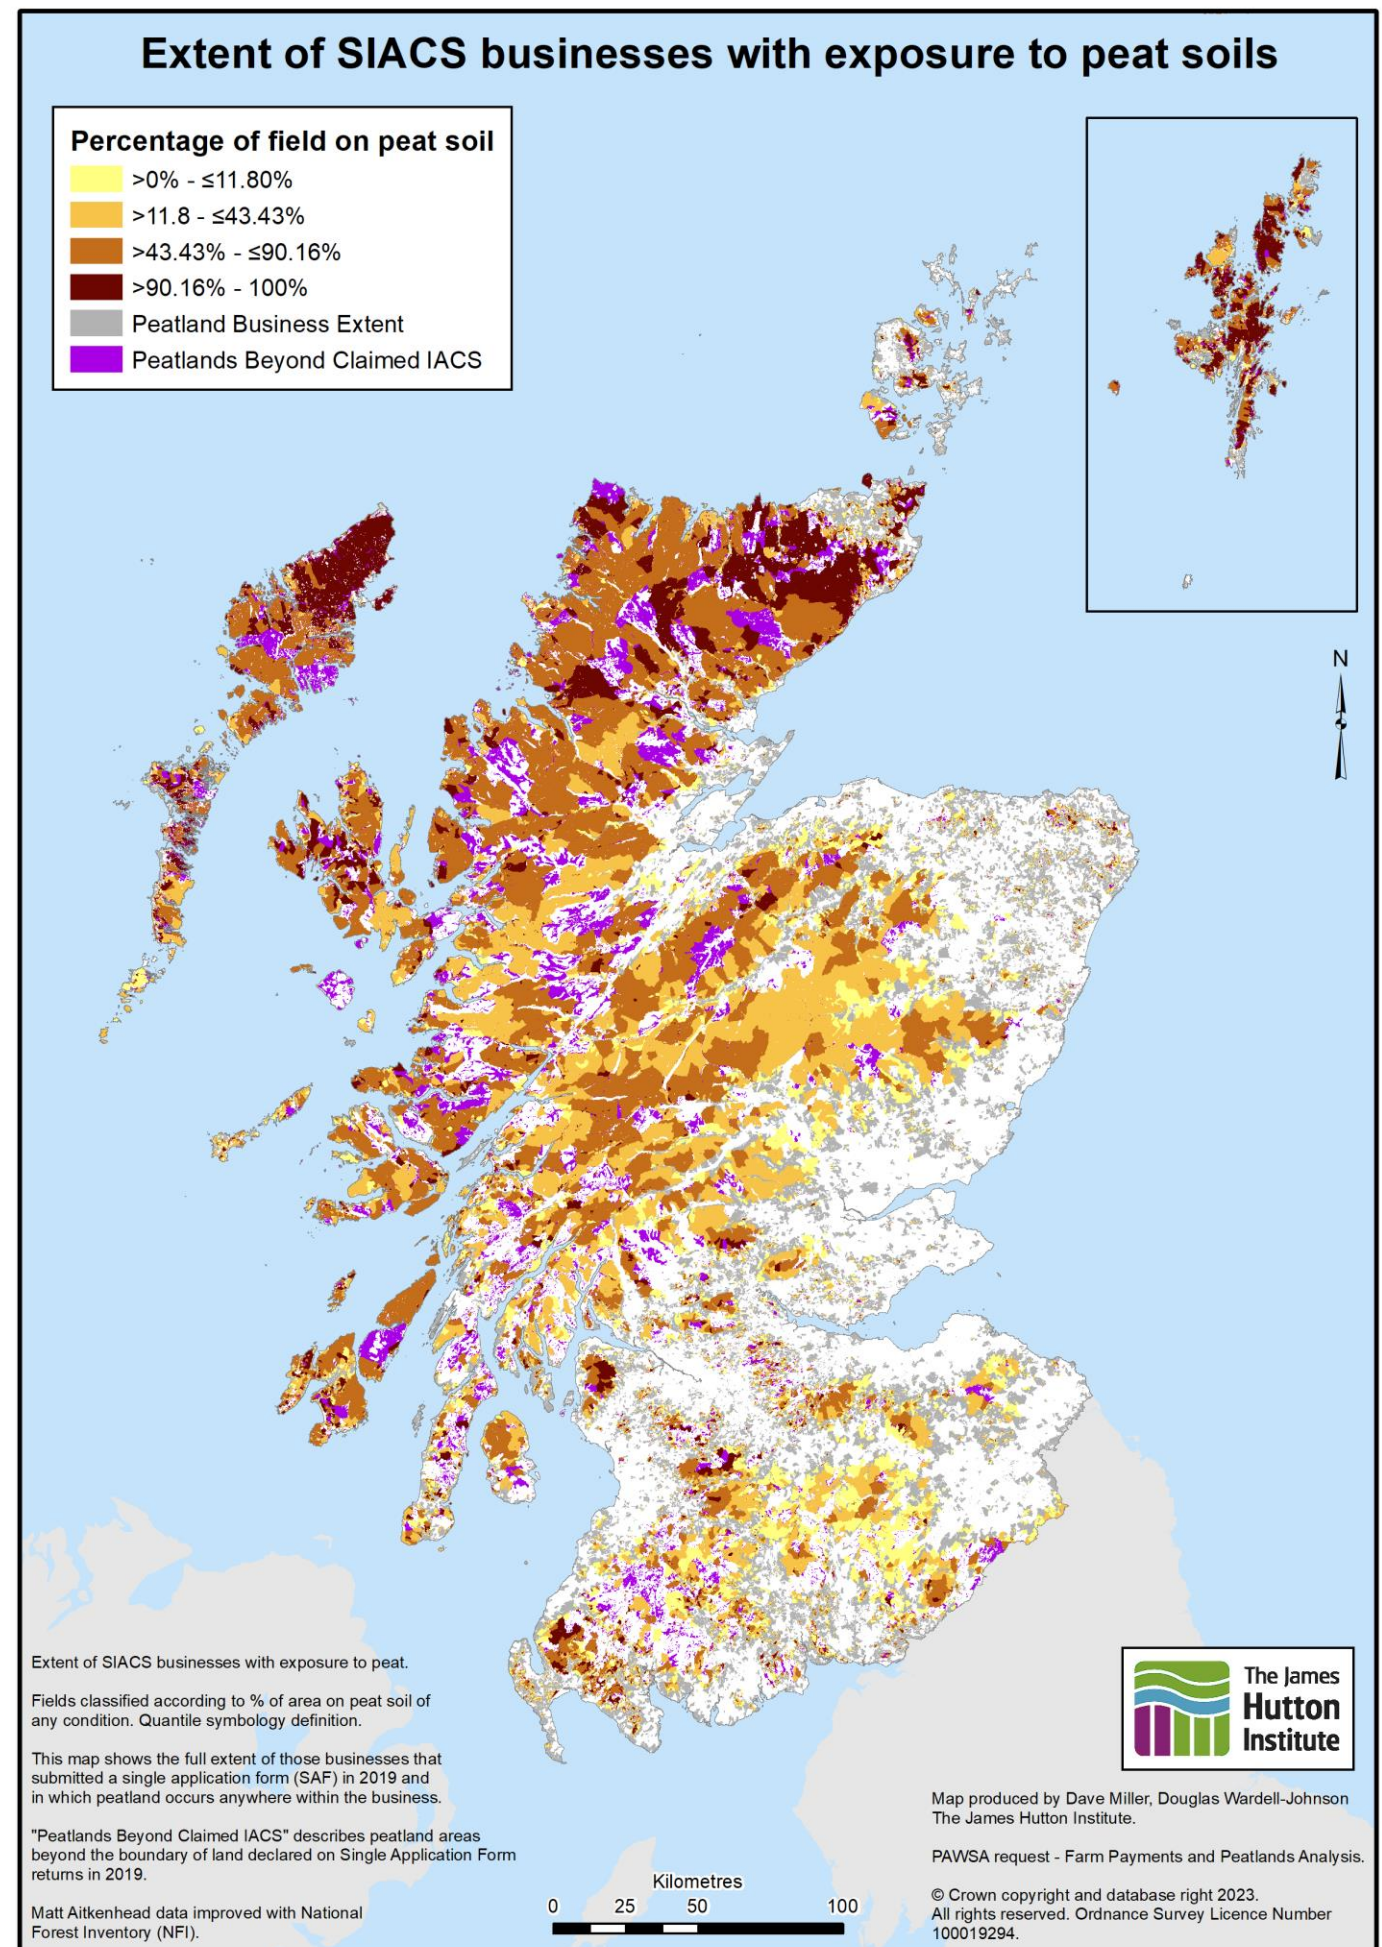 Extent of SIACS businesses with exposure to peat soils
Percentage of field on peat soil
>0% - ≤11.80%
>11.8 - ≤43.43%
>43.43% - ≤90.16%
>90.16% - 100%
Peatland Business Extent
Peatlands Beyond Claimed IACS
N
Extent of SIACS businesses with exposure to peat.
Fields classified according to % of area on peat soil of
any condition. Quantile symbology definition.
This map shows the full extent of those businesses that
submitted a single application form (SAF) in 2019 and
in which peatland occurs anywhere within the business.
"Peatlands Beyond Claimed IACS" describes peatland areas
beyond the boundary of land declared on Single Application Form
returns in 2019.
Matt Aitkenhead data improved with National
Forest Inventory (NFI).
Kilometres
0 25 50 100
The James
Hutton
Institute
Map produced by Dave Miller, Douglas Wardell-Johnson
The James Hutton Institute.
PAWSA request - Farm Payments and Peatlands Analysis.
© Crown copyright and database right 2023.
All rights reserved. Ordnance Survey Licence Number
100019294.